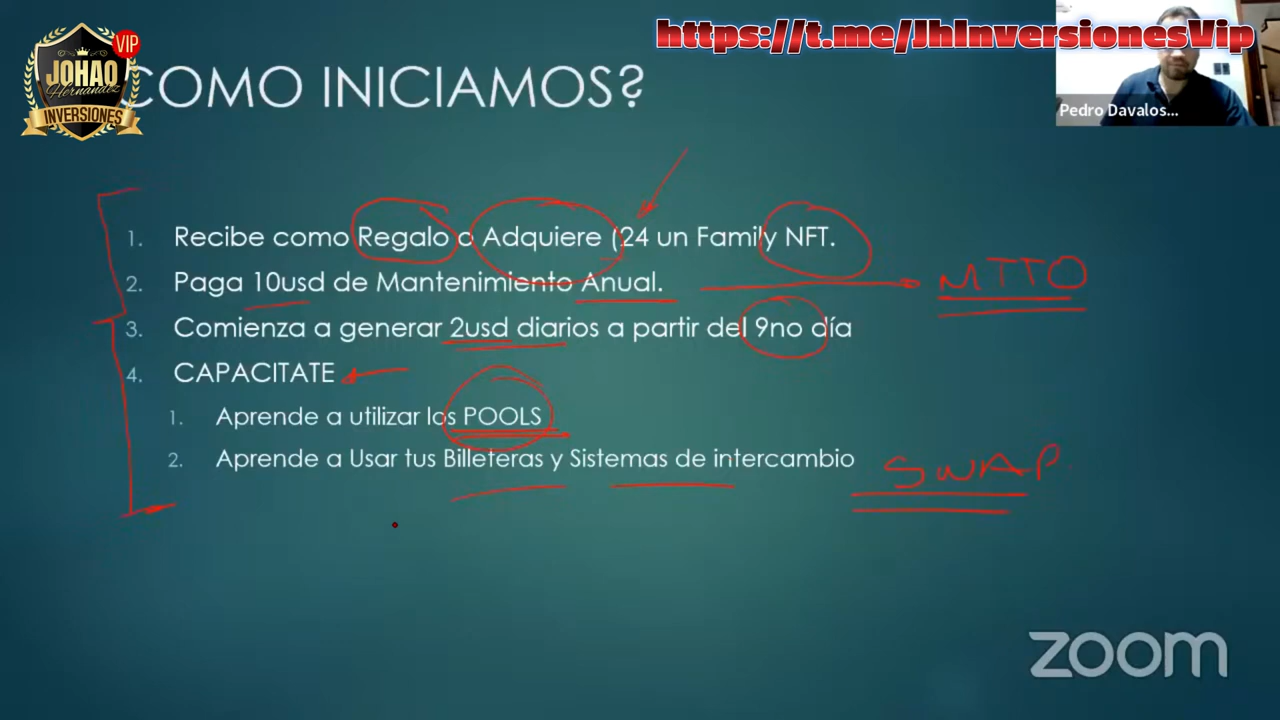 https://t.me/JhInversionesVip
VIP
JOHAO
Hernandez
INVERSIONES
COMO INICIAMOS?
Pedro Davalos...
1. Recibe como Regalo o Adquiere (24 un Family NFT.
2. Paga 10usd de Mantenimiento Anual.
MTTO
3. Comienza a generar 2usd diarios a partir del 9no día
4. CAPACITATE
1. Aprende a utilizar los POOLS
2. Aprende a Usar tus Billeteras y Sistemas de intercambio
SWAP
zoom